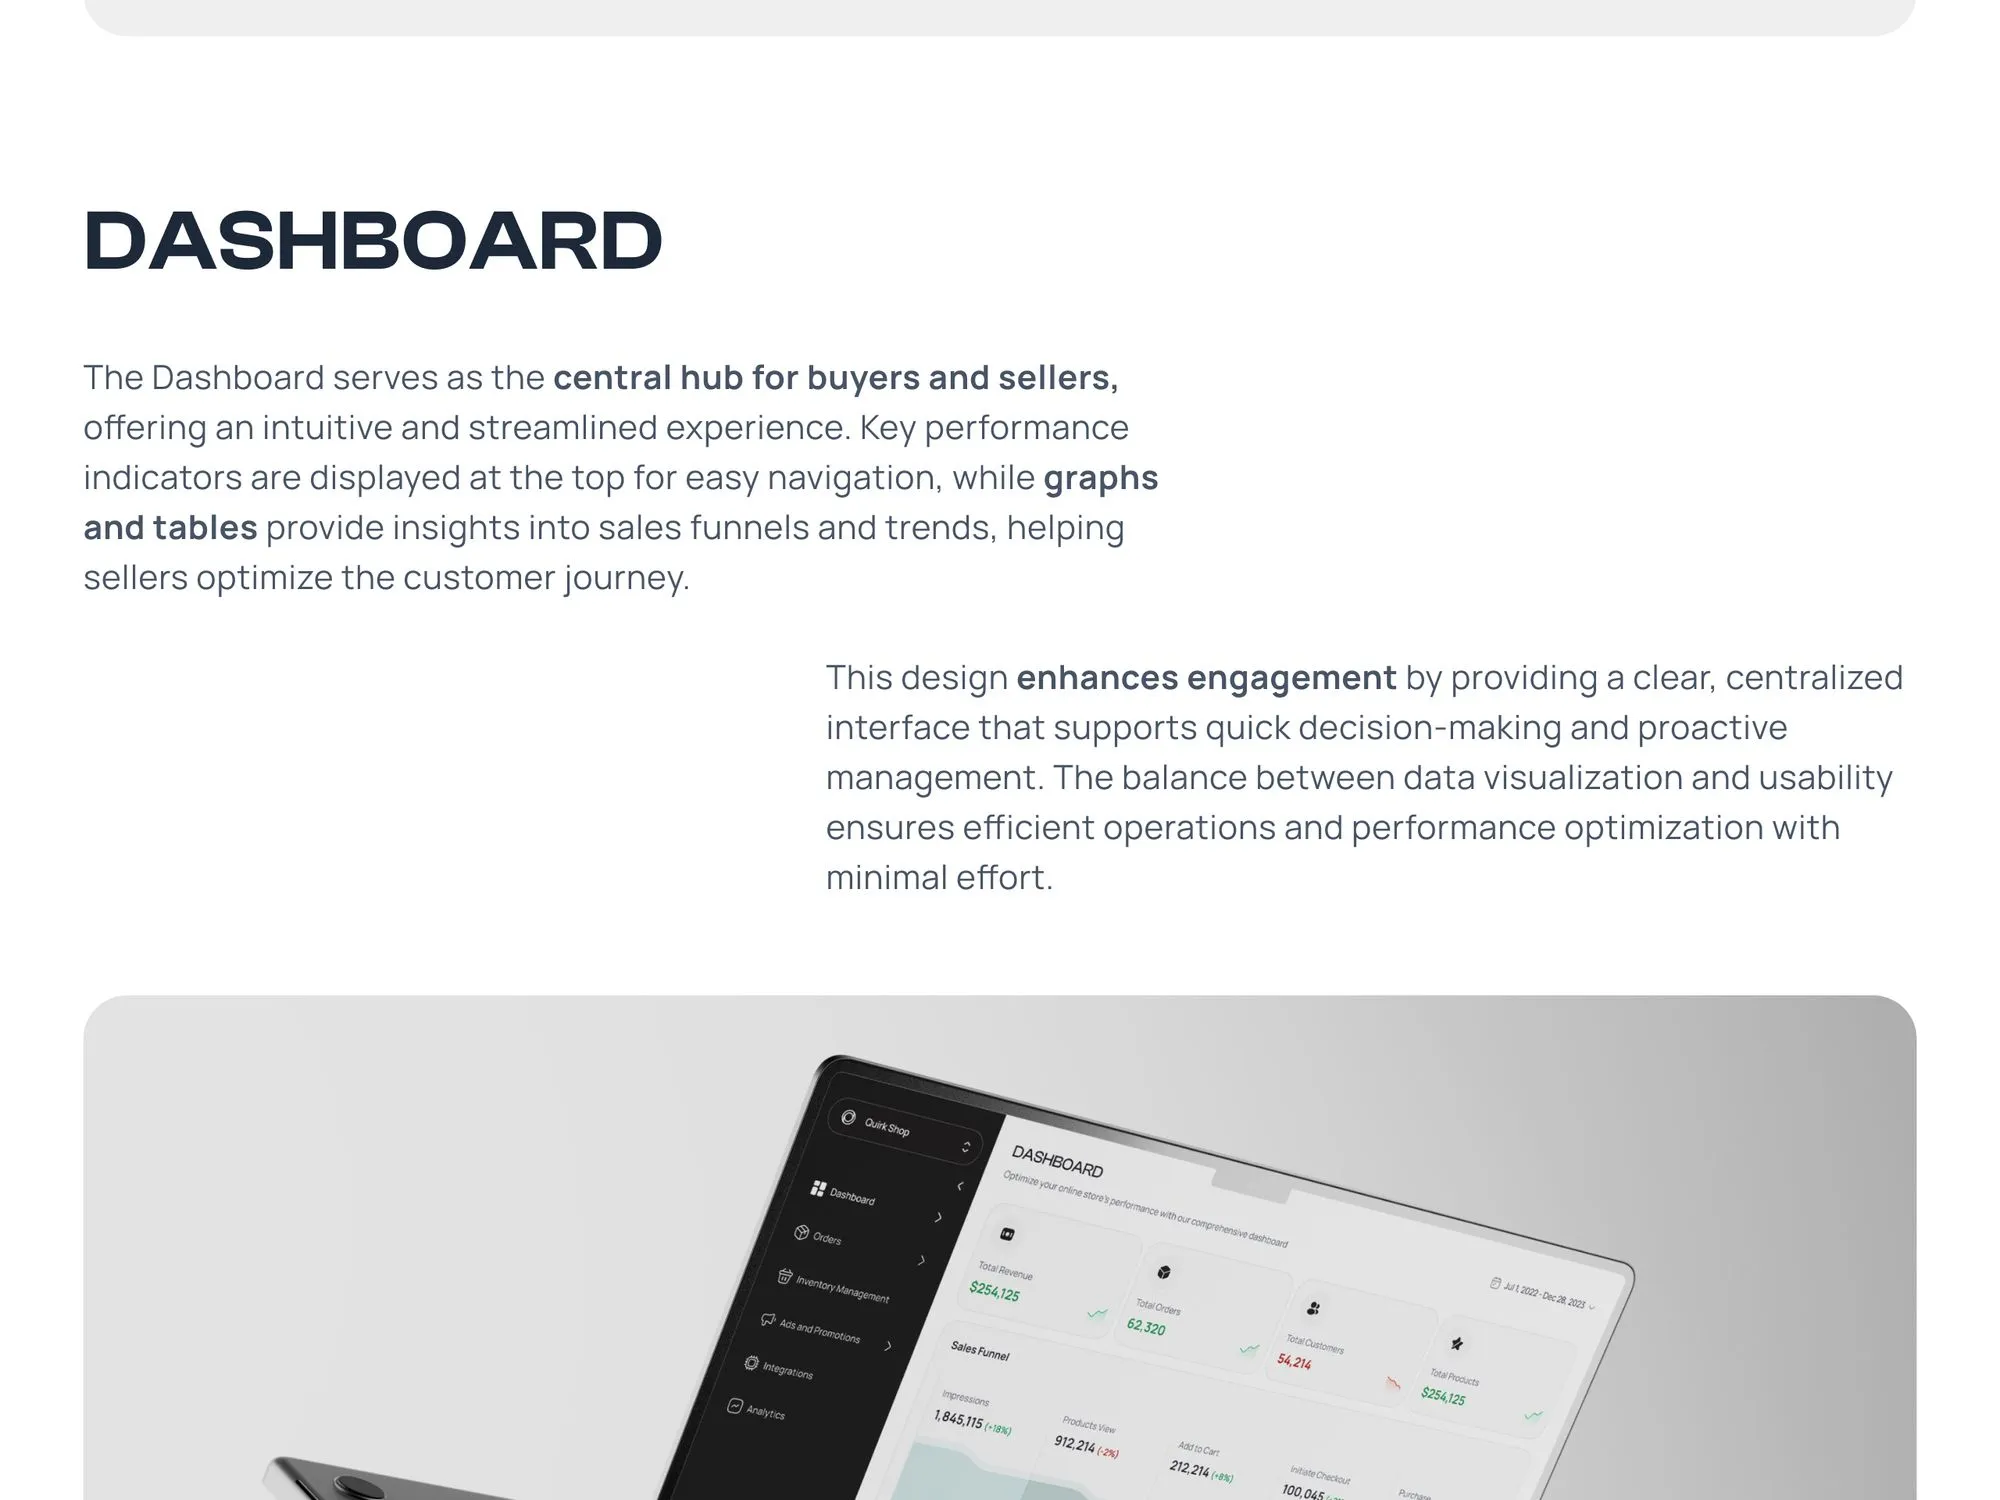 DASHBOARD
The Dashboard serves as the central hub for buyers and sellers,
offering an intuitive and streamlined experience. Key performance
indicators are displayed at the top for easy navigation, while graphs
and tables provide insights into sales funnels and trends, helping
sellers optimize the customer journey.
This design enhances engagement by providing a clear, centralized
interface that supports quick decision-making and proactive
management. The balance between data visualization and usability
ensures efficient operations and performance optimization with
minimal effort.
Quirk Shop
Dashboard
Orders
Inventory Management
Ads and Promotions
Integrations
Analytics
DASHBOARD
Optimize your online store's performance with our comprehensive dashboard
Jul 1, 2022 - Dec 28, 2023
Total Revenue
$254,125
Total Orders
62,320
Total Customers
54,214
Total Products
$254,125
Sales Funnel
Impressions
1,845,115 (+18%)
Products View
912,214 (-2%)
Add to Cart
212,214 (+8%)
Initiate Checkout
100,045
Purchase